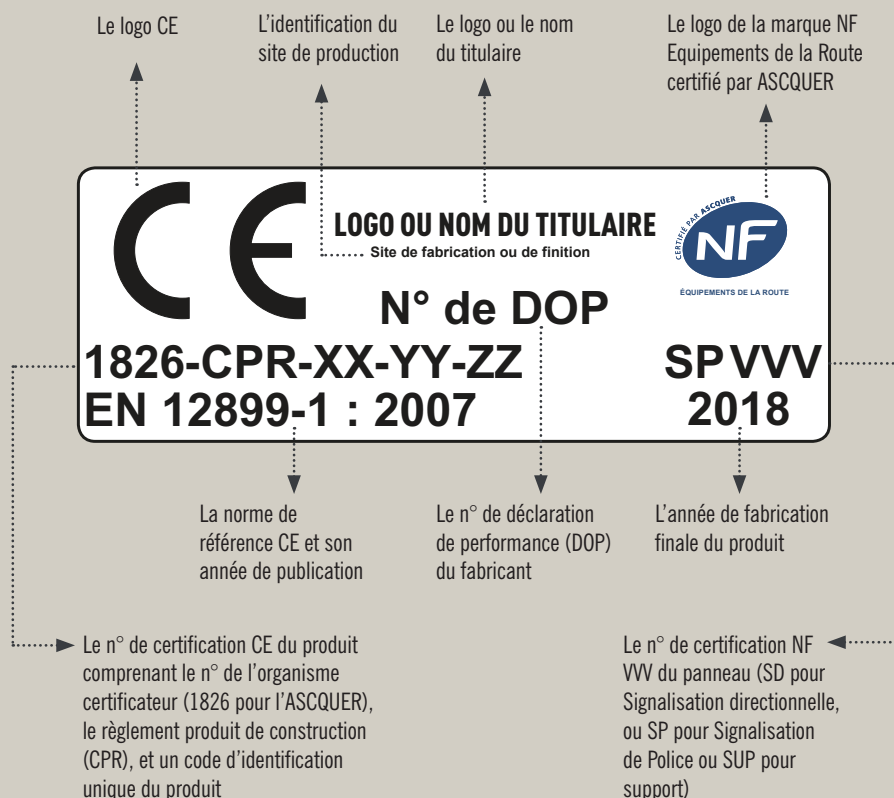 Le logo CE
L'identification du
site de production
Le logo ou le nom
du titulaire
Le logo de la marque NF
Equipements de la Route
certifié par ASCQUER
CE
LOGO OU NOM DU TITULAIRE
Site de fabrication ou de finition
CERTIFIÉ PAR ASCQUER
NF
ÉQUIPEMENTS DE LA ROUTE
N° de DOP
1826-CPR-XX-YY-ZZ
SP VVV
EN 12899-1 : 2007
2018
La norme de
référence CE et son
année de publication
Le n° de déclaration
de performance (DOP)
du fabricant
L'année de fabrication
finale du produit
Le n° de certification CE du produit
comprenant le n° de l'organisme
certificateur (1826 pour l'ASCQUER),
le règlement produit de construction
(CPR), et un code d'identification
unique du produit
Le n° de certification NF
VVV du panneau (SD pour
Signalisation directionnelle,
ou SP pour Signalisation
de Police ou SUP pour
support)